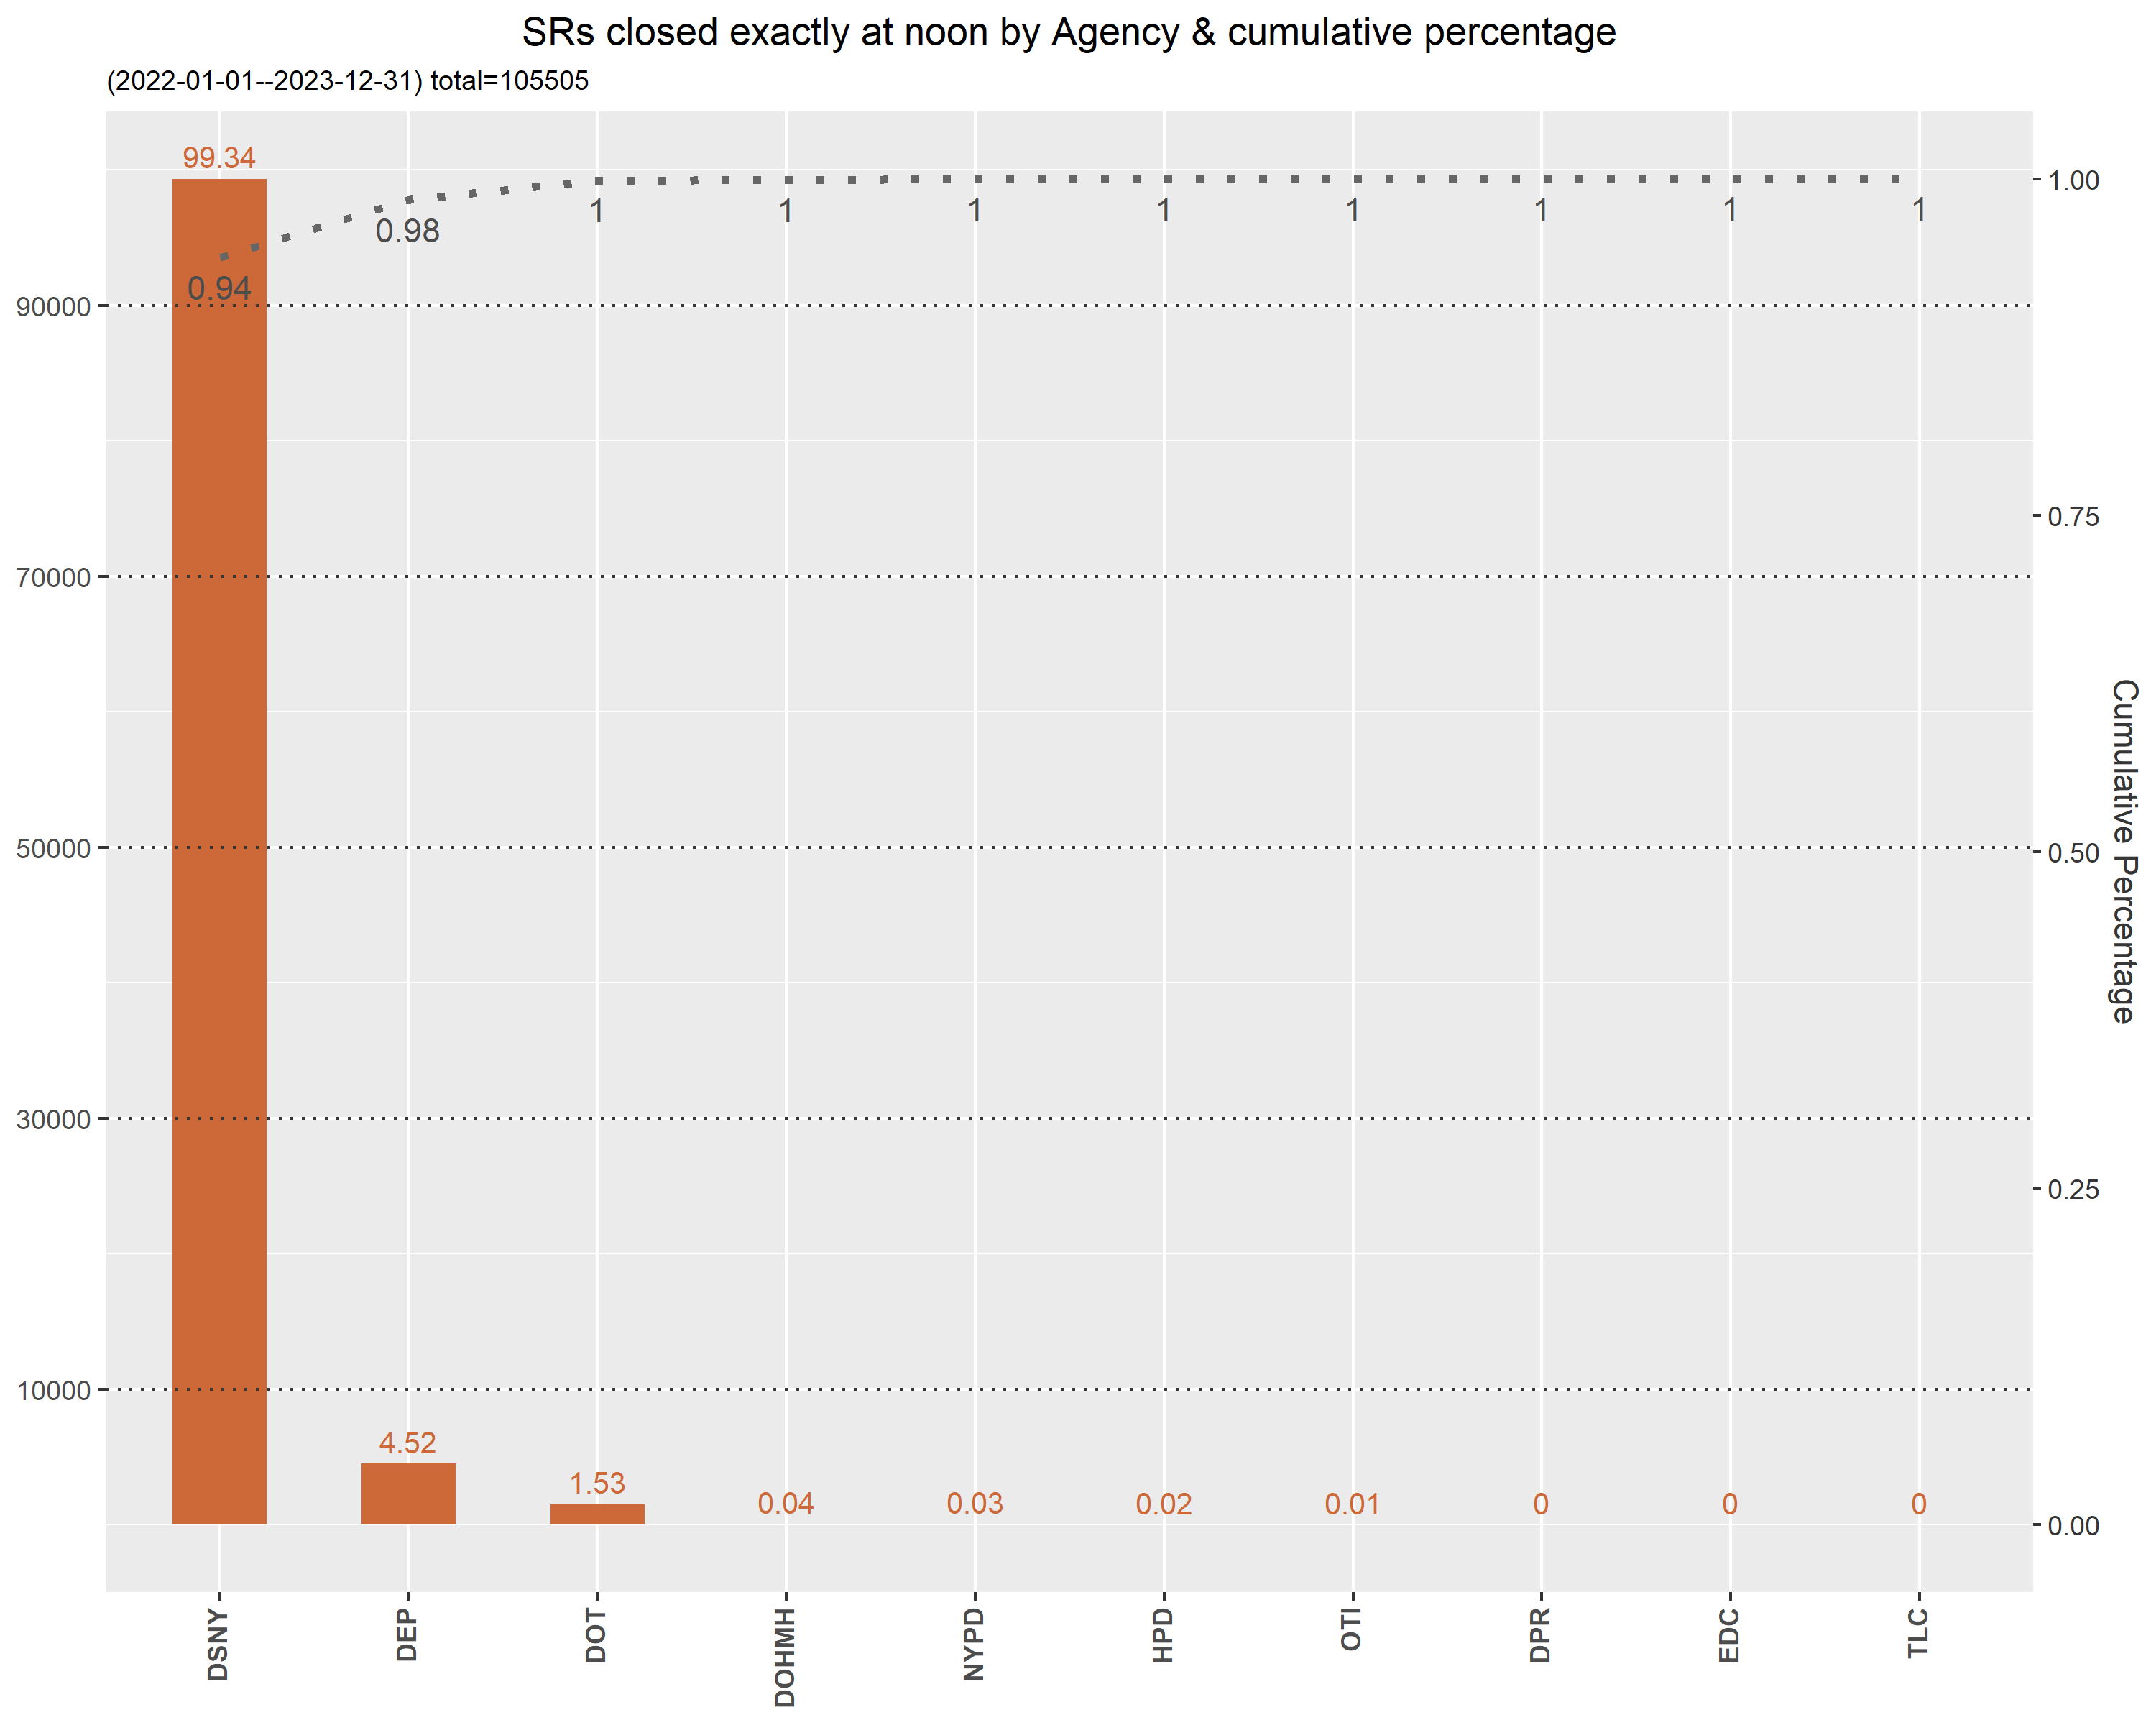 SRs closed exactly at noon by Agency & cumulative percentage
(2022-01-01--2023-12-31) total=105505
99.34
1.00
0.98
1
1
1
1
1
1
1
1
0.94
90000
0.75
70000
Cumulative Percentage
50000
0.50
30000
0.25
10000
4.52
1.53
0.04
0.03
0.02
0.01
0
0
0
0.00
DSNY
DEP
DOT
DOHMH
NYPD
HPD
OTI
DPR
EDC
TLC